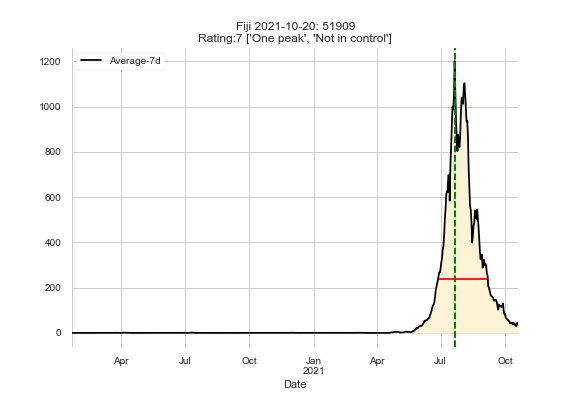 Fiji 2021-10-20: 51909
Rating:7 ['One peak', 'Not in control']
Average-7d
1200
1000
800
600
400
200
0
Apr
Jul
Oct
Jan
2021
Apr
Jul
Oct
Date